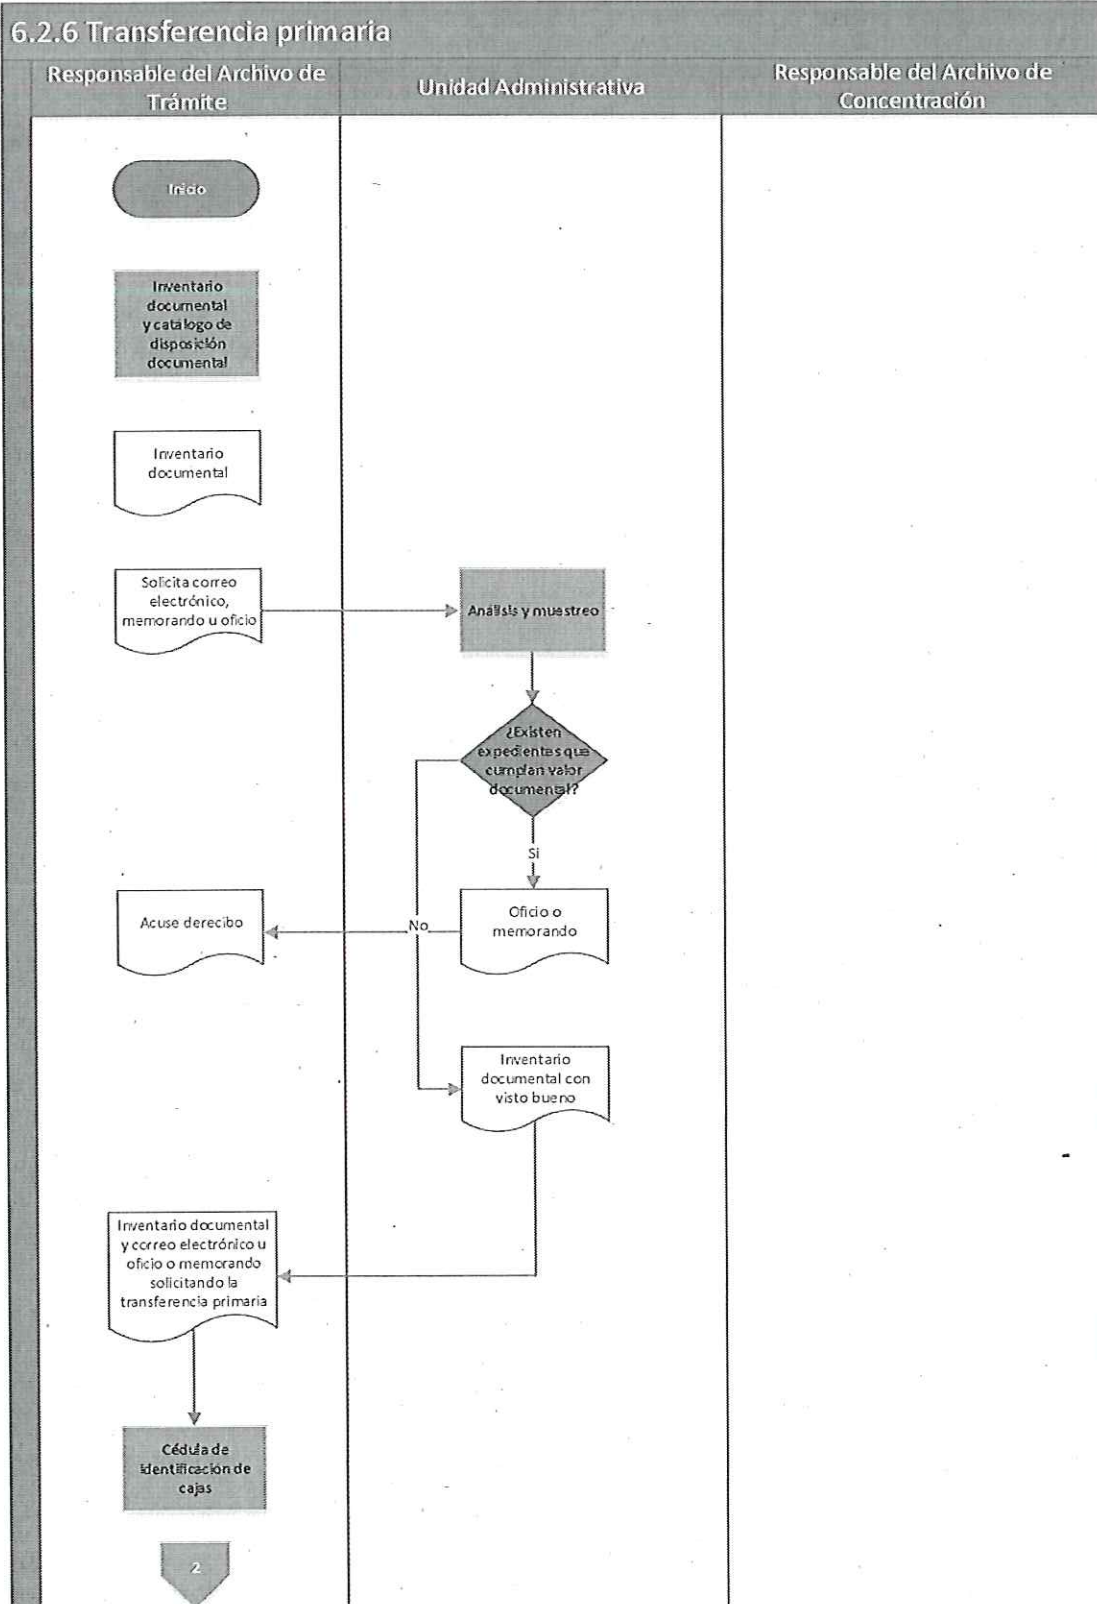 6.2.6 Transferencia primaria
Responsable del Archivo de
Trámite
Unidad Administrativa
Responsable del Archivo de
Concentración
Inicio
Inventario
documental
y catálogo de
disposición
documental
Inventario
documental
Solicita correo
electrónico,
memorando u oficio
Análisis y muestreo
¿Existen
expedientes que
cumplan valor
documental?
Si
Acuse derecibo
No
Oficio o
memorando
Inventario
documental con
visto bueno
Inventario documental
y correo electrónico u
oficio o memorando
solicitando la
transferencia primaria
Cédula de
identificación de
cajas
2